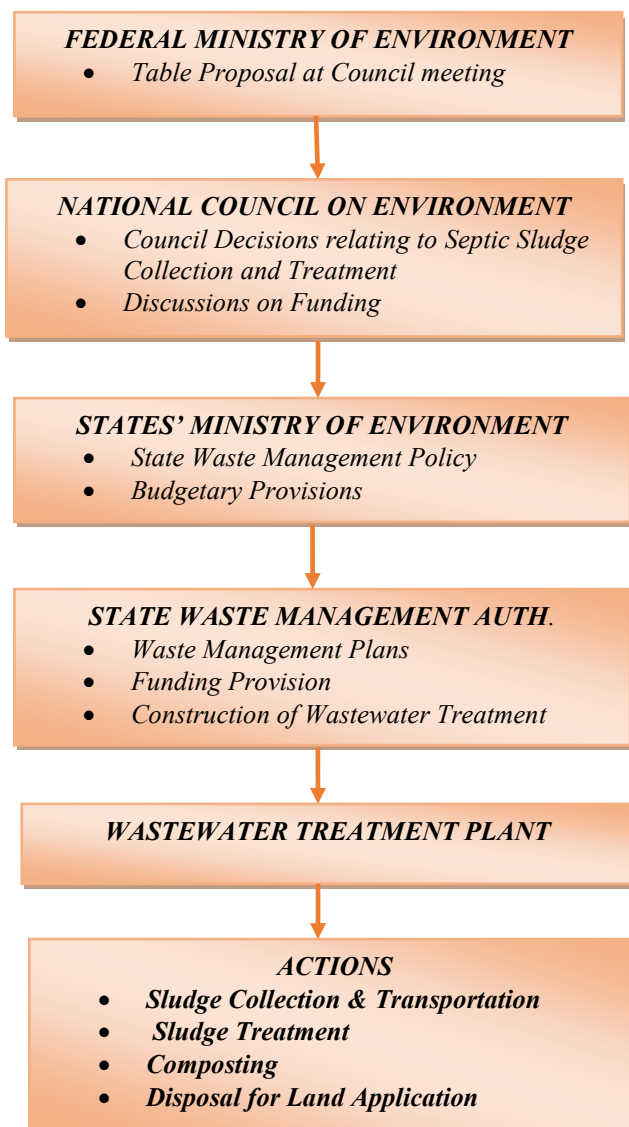 FEDERAL MINISTRY OF ENVIRONMENT
• Table Proposal at Council meeting
NATIONAL COUNCIL ON ENVIRONMENT
• Council Decisions relating to Septic Sludge
Collection and Treatment
• Discussions on Funding
STATES’ MINISTRY OF ENVIRONMENT
• State Waste Management Policy
• Budgetary Provisions
STATE WASTE MANAGEMENT AUTH.
• Waste Management Plans
• Funding Provision
• Construction of Wastewater Treatment
WASTEWATER TREATMENT PLANT
ACTIONS
• Sludge Collection & Transportation
• Sludge Treatment
• Composting
• Disposal for Land Application